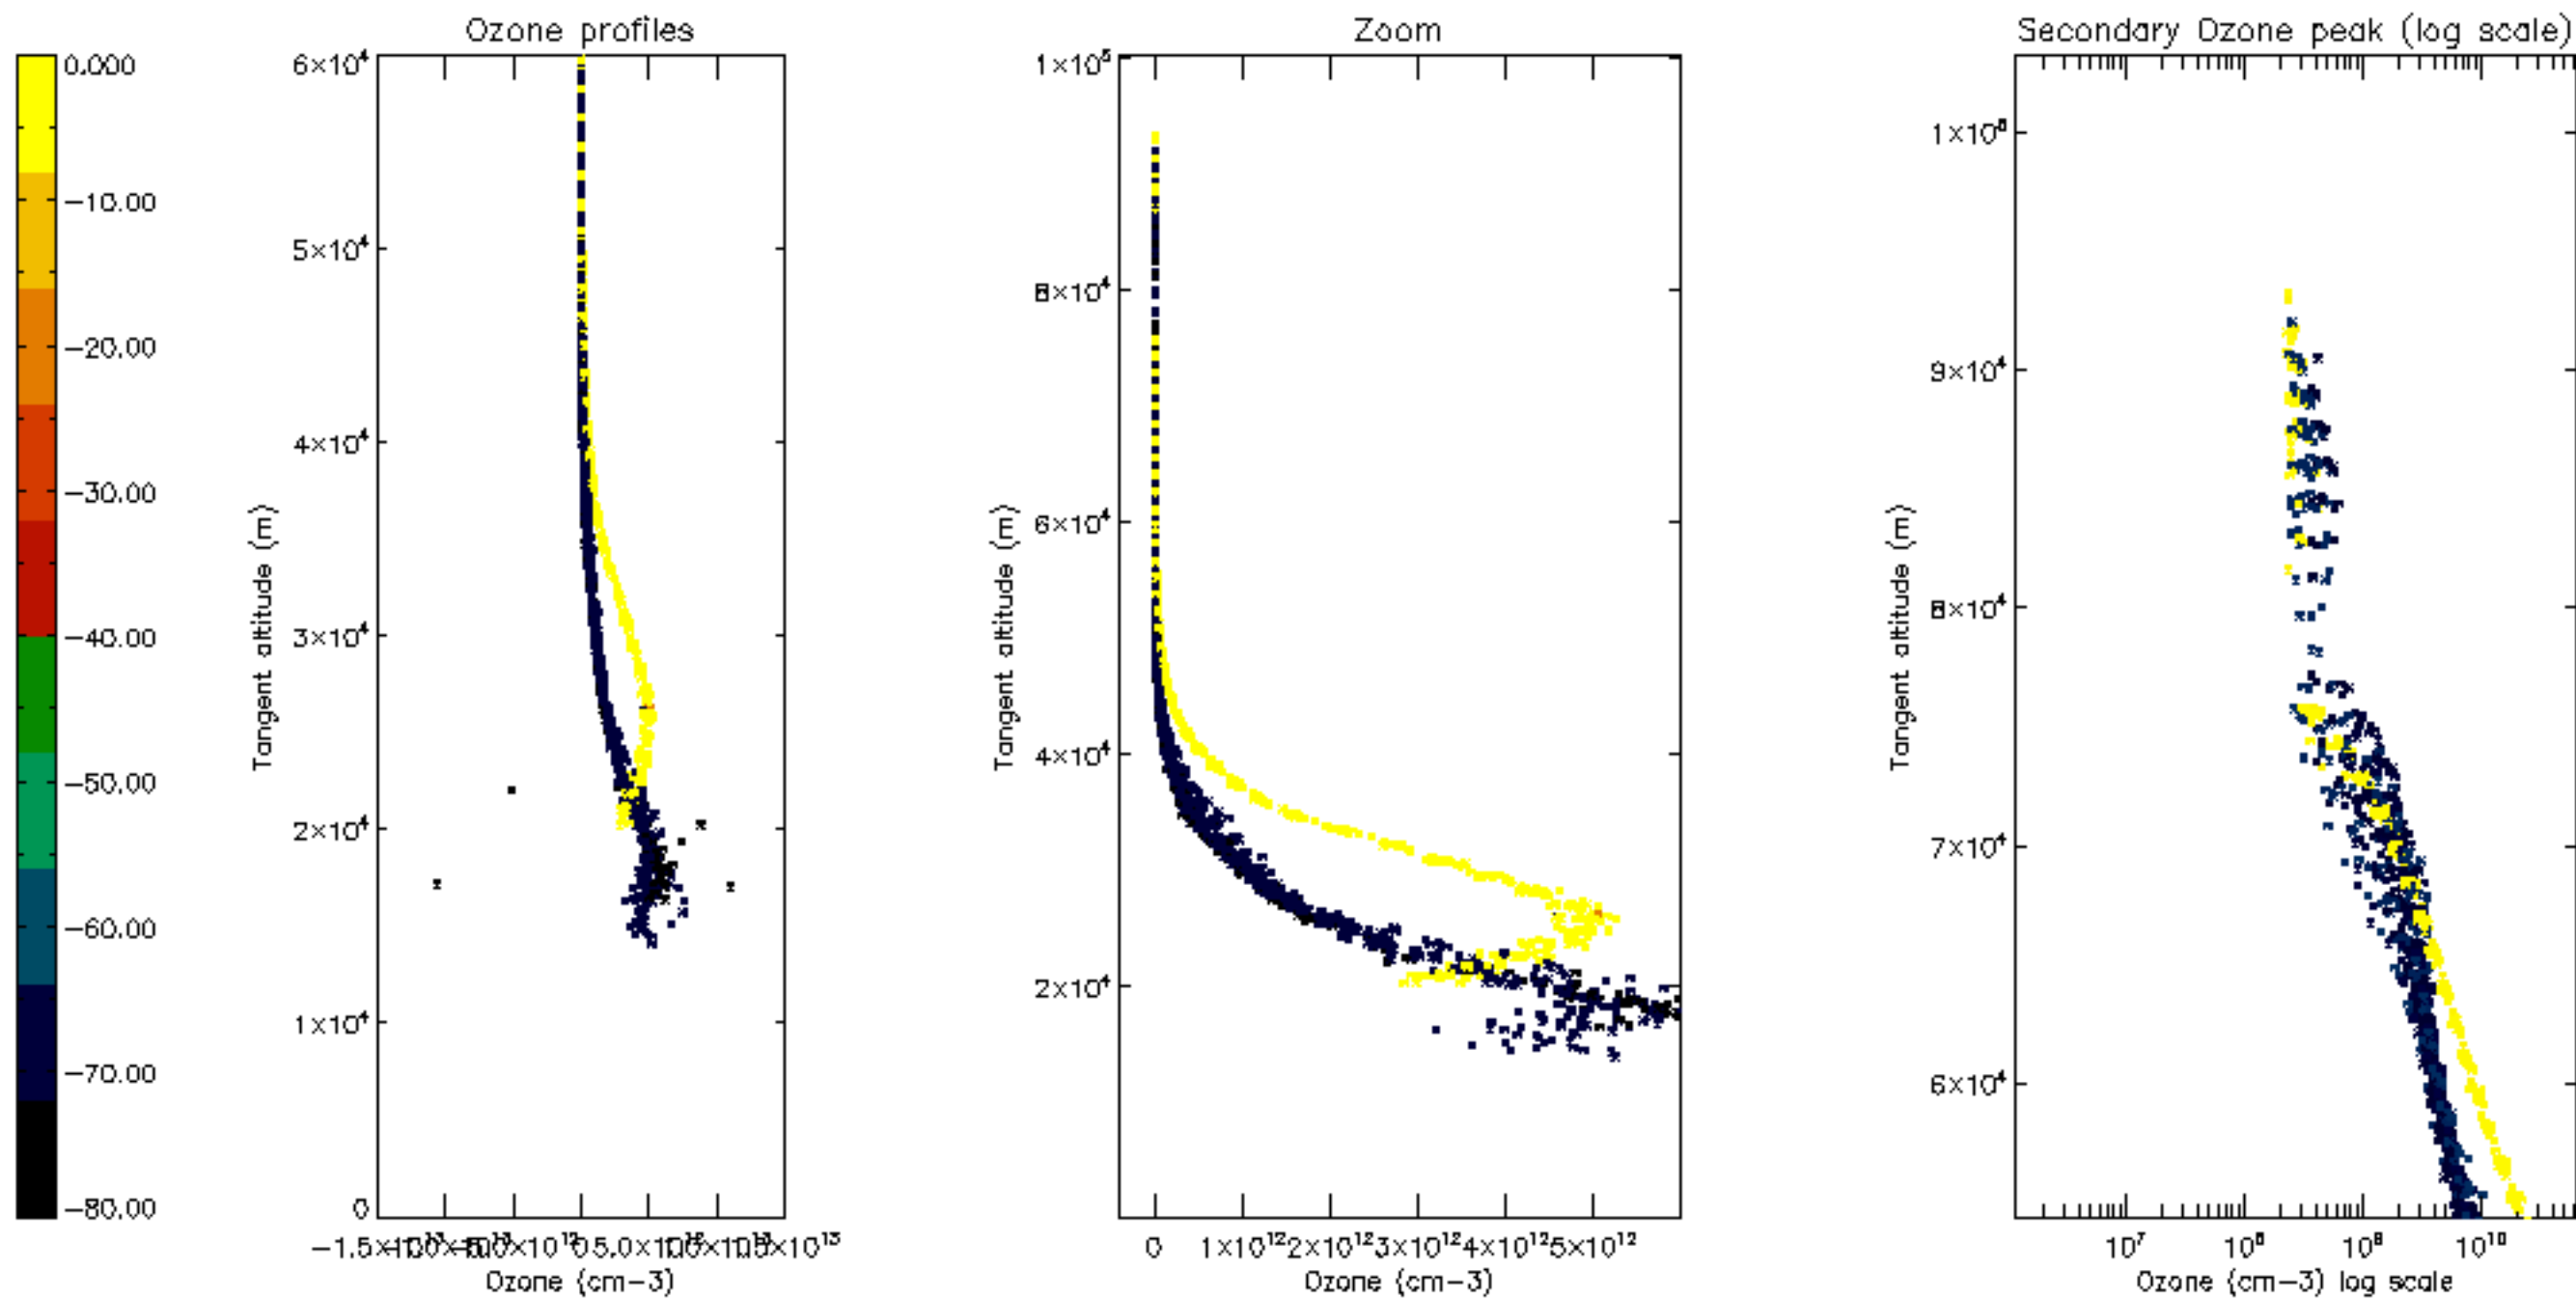 Ozone profiles
Zoom
Secondary Ozone peak (log scale)
0.000
−10.00
−20.00
−30.00
−40.00
−50.00
−60.00
−70.00
−80.00
6×10⁴
5×10⁴
4×10⁴
3×10⁴
2×10⁴
1×10⁴
0
Tangent altitude (m)
Ozone (cm−3)
1×10⁵
8×10⁴
6×10⁴
4×10⁴
2×10⁴
Tangent altitude (m)
0 1×10¹² 2×10¹² 3×10¹² 4×10¹² 5×10¹²
Ozone (cm−3)
9×10⁴
8×10⁴
7×10⁴
6×10⁴
Tangent altitude (m)
10⁷ 10⁸ 10⁹ 10¹⁰
Ozone (cm−3) log scale